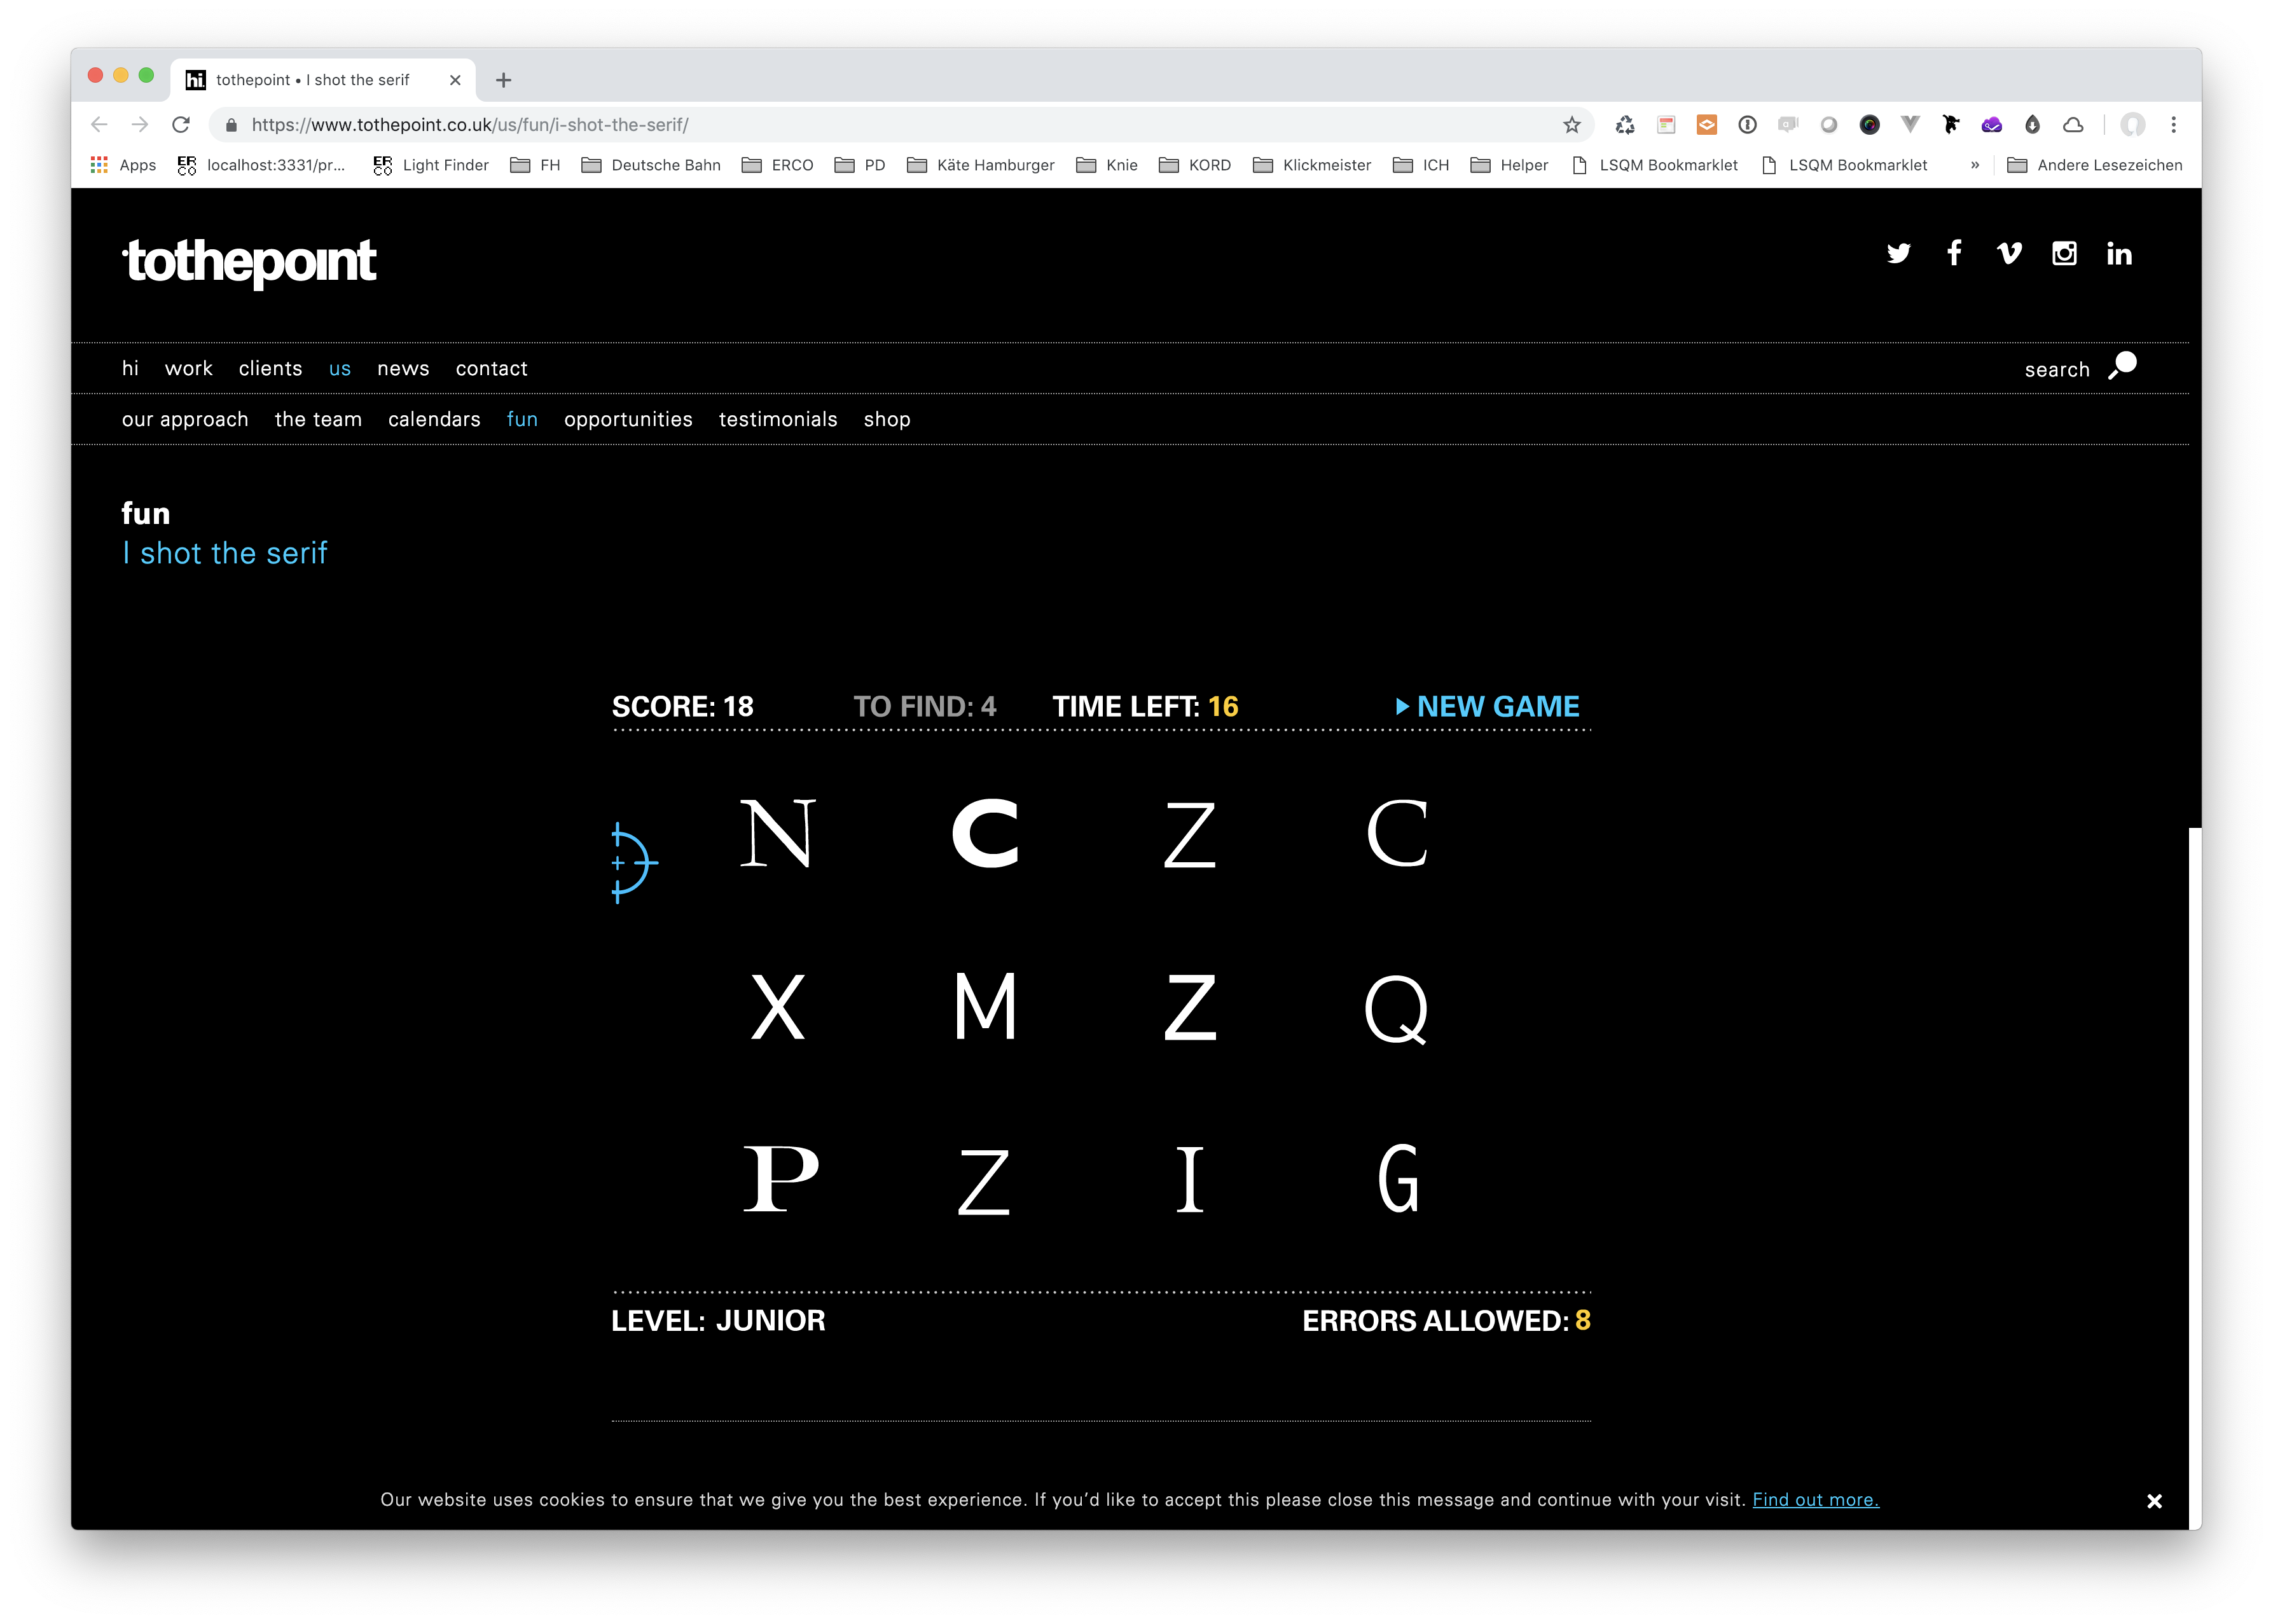 hi. tothepoint • I shot the serif
https://www.tothepoint.co.uk/us/fun/i-shot-the-serif/
Apps ERCO localhost:3331/pr... ERCO Light Finder FH Deutsche Bahn ERCO PD Käte Hamburger Knie KORD Klickmeister ICH Helper LSQM Bookmarklet LSQM Bookmarklet » Andere Lesezeichen
tothepoint
hi work clients us news contact search
our approach the team calendars fun opportunities testimonials shop
fun
I shot the serif
SCORE: 18 TO FIND: 4 TIME LEFT: 16 NEW GAME
N C Z C
X M Z Q
P Z I G
LEVEL: JUNIOR ERRORS ALLOWED: 8
Our website uses cookies to ensure that we give you the best experience. If you’d like to accept this please close this message and continue with your visit. Find out more.